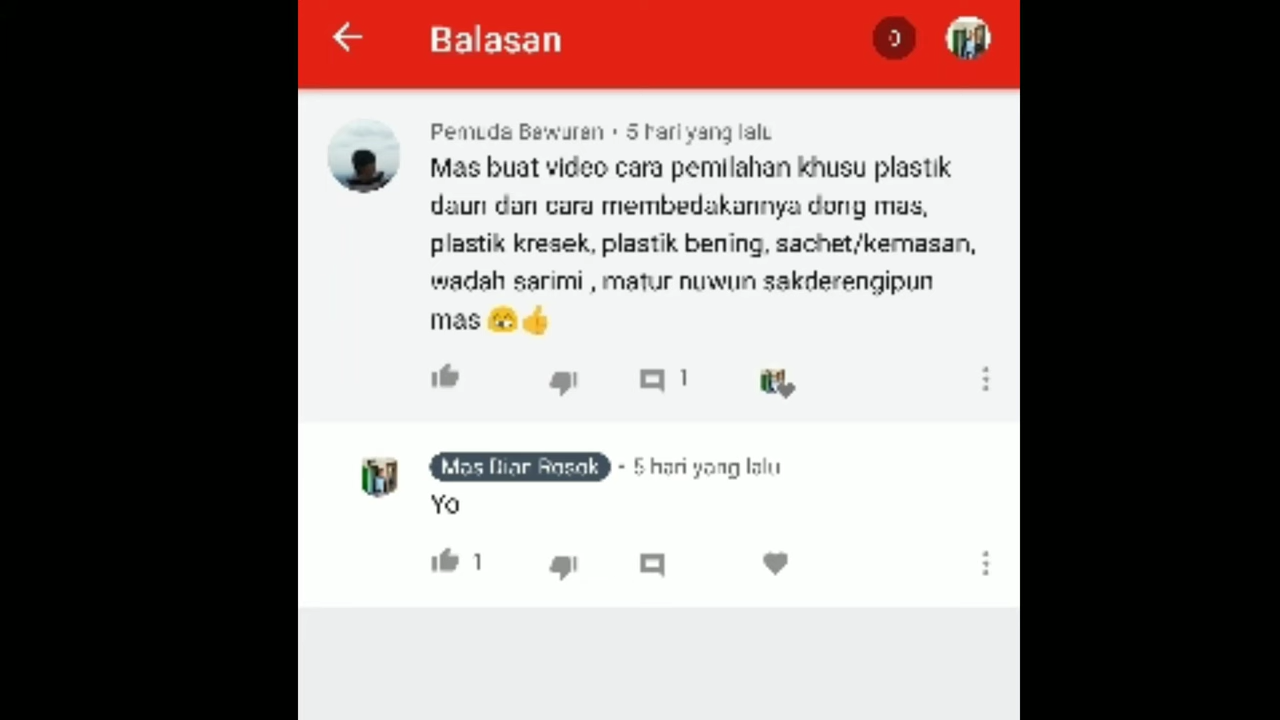 Balasan
0
Pemuda Bawuran • 5 hari yang lalu
Mas buat video cara pemilahan khusu plastik
daun dan cara membedakannya dong mas,
plastik kresek, plastik bening, sachet/kemasan,
wadah sarimi , matur nuwun sakderengipun
mas 😁👍
1
Mas Dian Rosok • 5 hari yang lalu
Yo
1